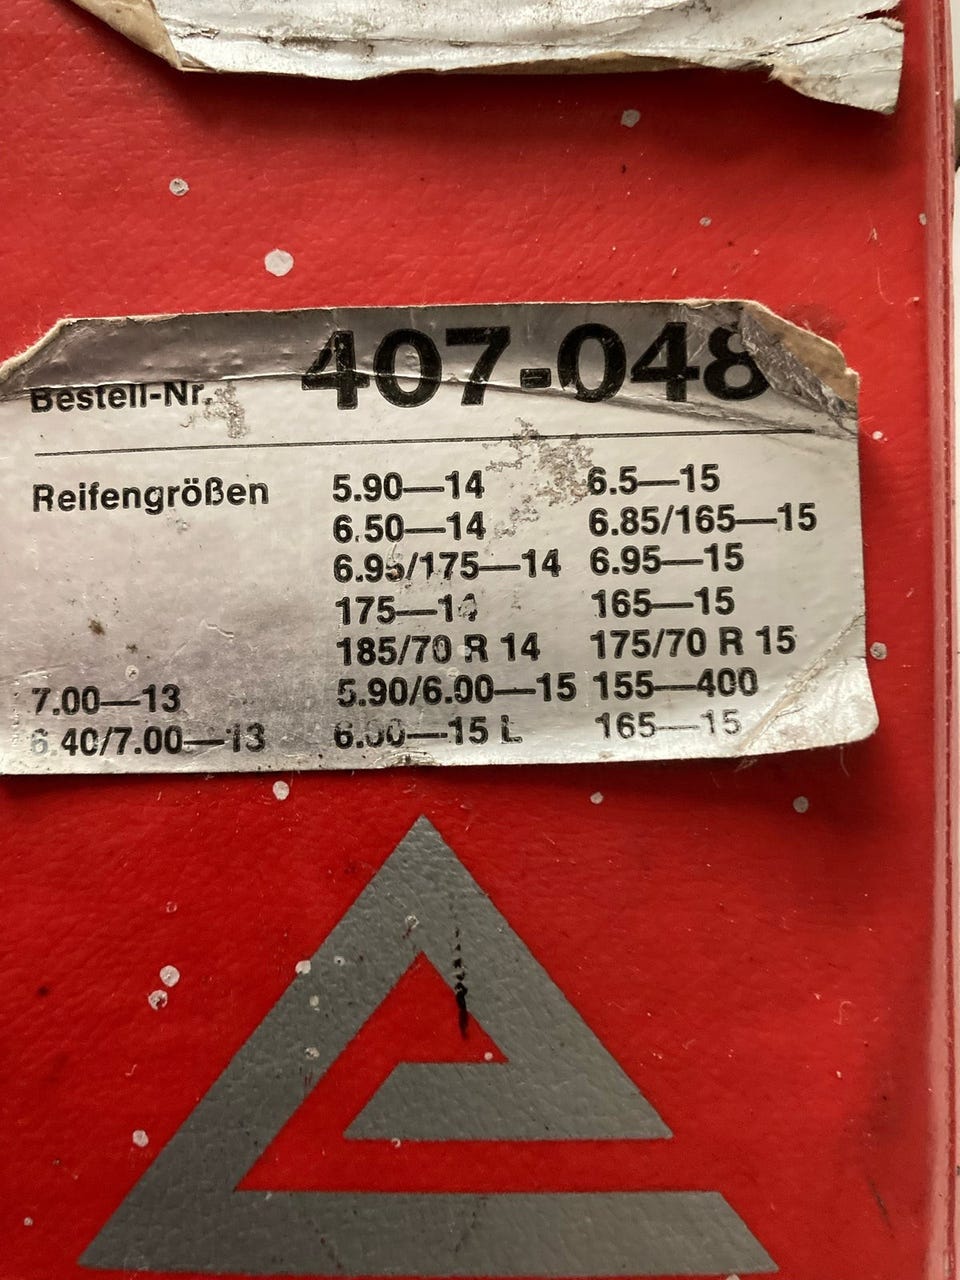 Bestell-Nr. 407-048
Reifengrößen 5.90—14 6.5—15
6.50—14 6.85/165—15
6.95/175—14 6.95—15
175—14 165—15
185/70 R 14 175/70 R 15
7.00—13 5.90/6.00—15 155—400
6.40/7.00—13 6.00—15 L 165—15